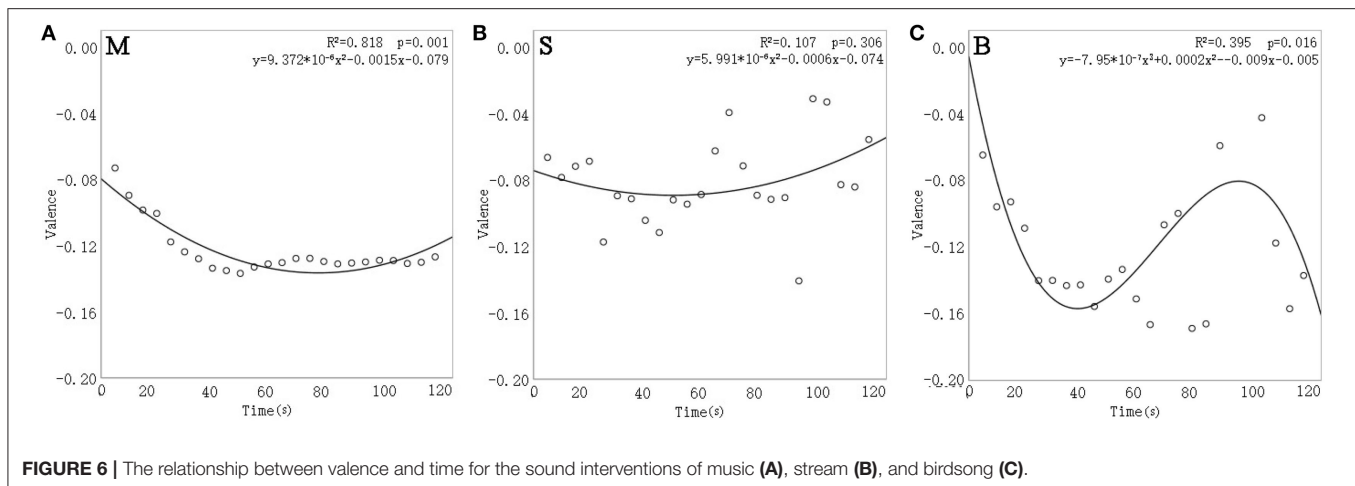 A
M
R²=0.818 p=0.001
y=9.372*10⁻⁶x²-0.0015x-0.079
0.00
-0.04
-0.08
-0.12
-0.16
-0.20
Valence
0 20 40 60 80 100 120
Time(s)
B
S
R²=0.107 p=0.306
y=5.991*10⁻⁶x²-0.0006x-0.074
0.00
-0.04
-0.08
-0.12
-0.16
-0.20
Valence
0 20 40 60 80 100 120
Time(s)
C
B
R²=0.395 p=0.016
y=-7.95*10⁻⁷x³+0.0002x²--0.009x-0.005
0.00
-0.04
-0.08
-0.12
-0.16
-0.20
Valence
0 20 40 60 80 100 120
Time(s)
FIGURE 6 | The relationship between valence and time for the sound interventions of music (A), stream (B), and birdsong (C).